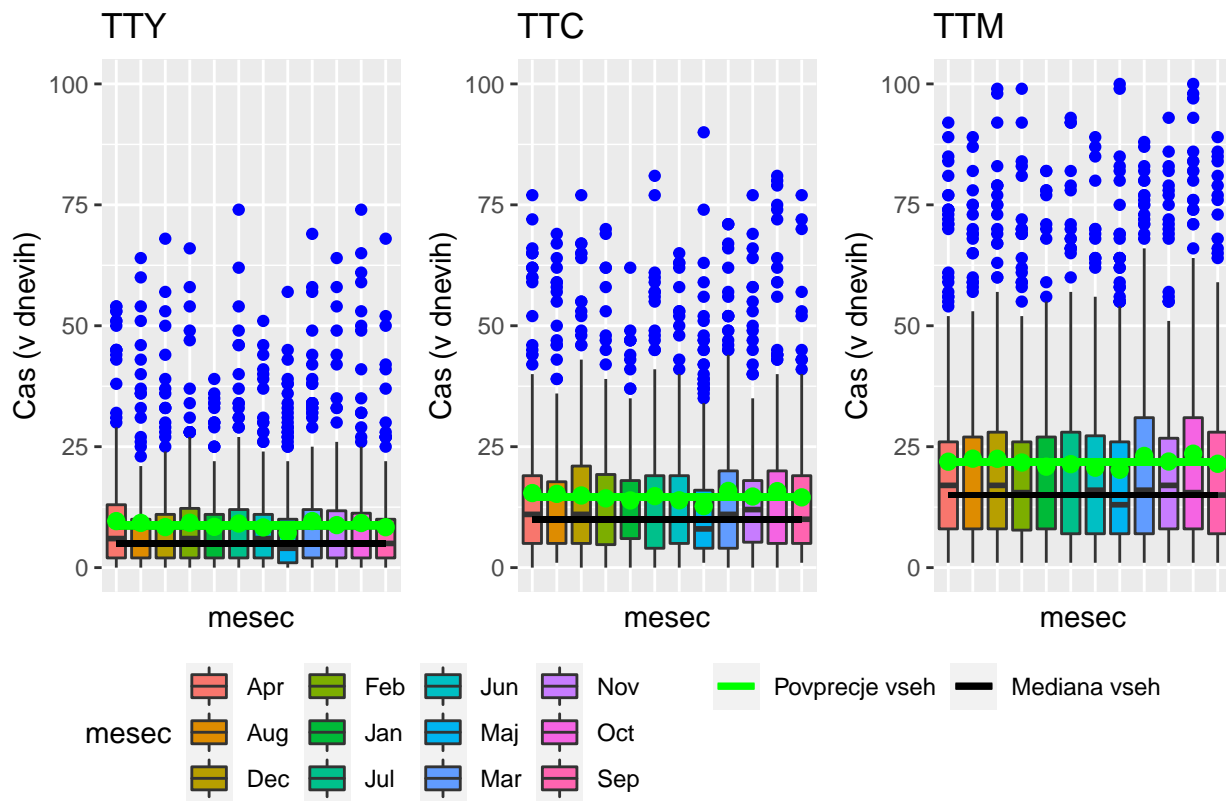 TTY
TTC
TTM
Cas (v dnevih)
100
75
50
25
0
mesec
Cas (v dnevih)
100
75
50
25
0
mesec
Cas (v dnevih)
100
75
50
25
0
mesec
mesec
Apr
Aug
Dec
Feb
Jan
Jul
Jun
Maj
Mar
Nov
Oct
Sep
Povprecje vseh
Mediana vseh